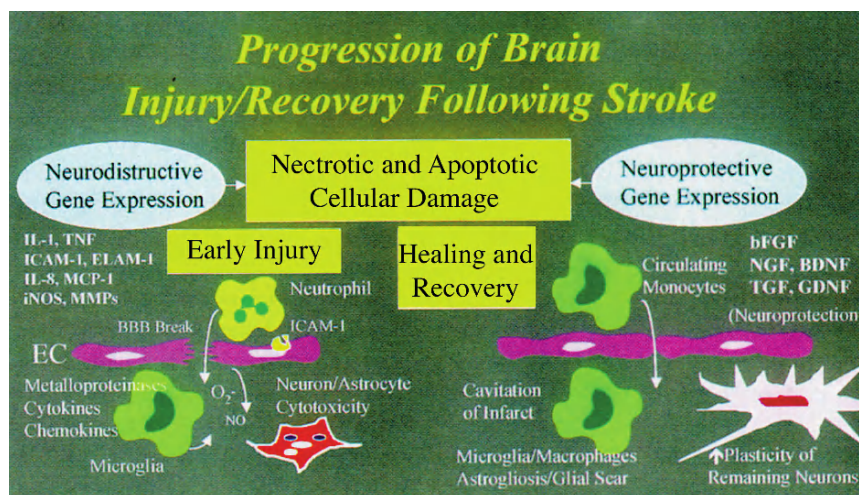 Progression of Brain
Injury/Recovery Following Stroke
Neurodistructive
Gene Expression
Nectrotic and Apoptotic
Cellular Damage
Neuroprotective
Gene Expression
IL-1, TNF
ICAM-1, ELAM-1
IL-8, MCP-1
iNOS, MMPs
Early Injury
Healing and
Recovery
Neutrophil
ICAM-1
BBB Break
EC
Metalloproteinases
Cytokines
Chemokines
O₂-
NO
Neuron/Astrocyte
Cytotoxicity
Microglia
Circulating
Monocytes
bFGF
NGF, BDNF
TGF, GDNF
(Neuroprotection
Cavitation
of Infarct
Microglia/Macrophages
Astrogliosis/Glial Scar
↑Plasticity of
Remaining Neurons